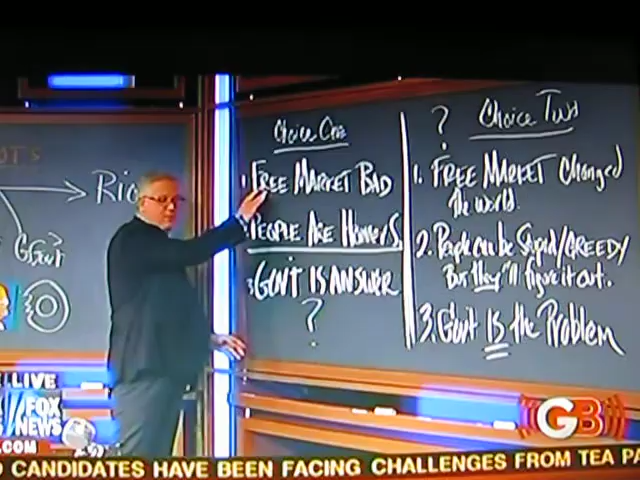 OT'S
Ric
Gov't
Choice One
1. FREE MARKET BAD
2. PEOPLE ARE HOMERS
3. GOV'T IS ANSWER
?
?
Choice Two
1. FREE MARKET Changed
the world.
2. People can be Stupid/GREEDY
But they'll figure it out.
3. Gov't IS the Problem
LIVE
FOX
NEWS
.COM
GB
CANDIDATES HAVE BEEN FACING CHALLENGES FROM TEA PA